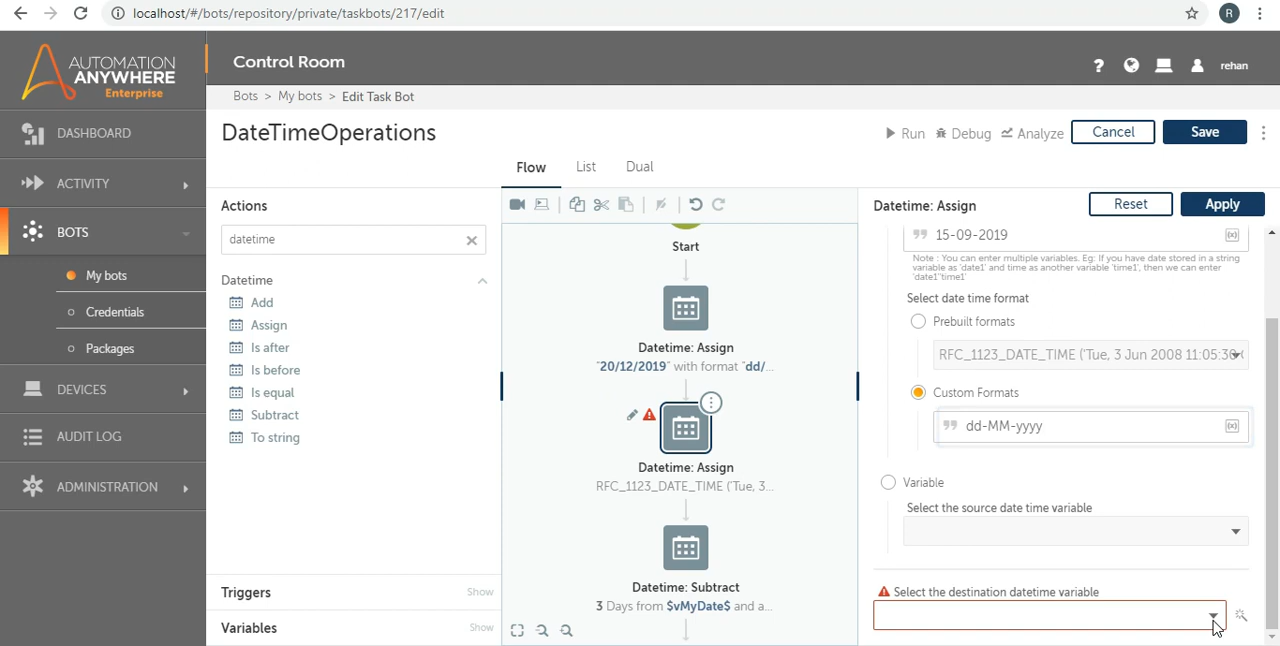 localhost/#/bots/repository/private/taskbots/217/edit
R
AUTOMATION
ANYWHERE
Enterprise
Control Room
rehan
Bots > My bots > Edit Task Bot
DASHBOARD
ACTIVITY
BOTS
My bots
Credentials
Packages
DEVICES
AUDIT LOG
ADMINISTRATION
DateTimeOperations
Run
Debug
Analyze
Cancel
Save
Flow
List
Dual
Actions
datetime
Datetime
Add
Assign
Is after
Is before
Is equal
Subtract
To string
Triggers
Show
Variables
Show
Start
Datetime: Assign
"20/12/2019" with format "dd/...
Datetime: Assign
RFC_1123_DATE_TIME ('Tue, 3...
Datetime: Subtract
3 Days from $vMyDate$ and a...
Datetime: Assign
Reset
Apply
15-09-2019
(x)
Note : You can enter multiple variables. Eg: If you have date stored in a string
variable as 'date1' and time as another variable 'time1', then we can enter
'date1''time1'
Select date time format
Prebuilt formats
RFC_1123_DATE_TIME ('Tue, 3 Jun 2008 11:05:30
Custom Formats
dd-MM-yyyy
(x)
Variable
Select the source date time variable
Select the destination datetime variable